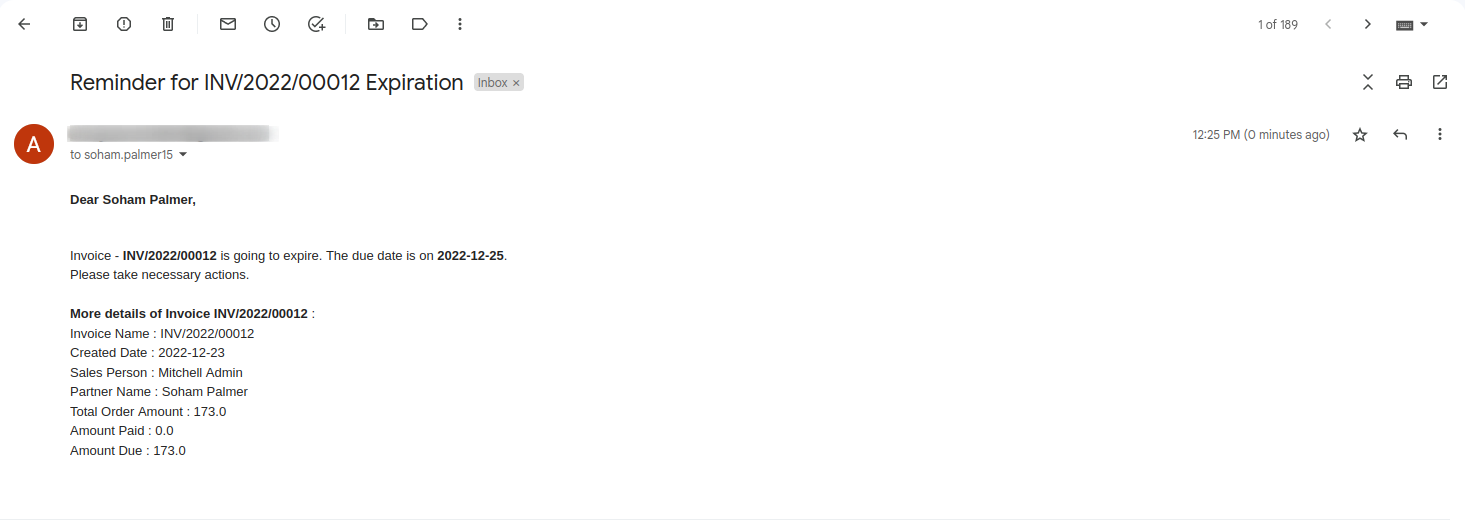 1 of 189
Reminder for INV/2022/00012 Expiration Inbox ×
A
12:25 PM (0 minutes ago)
to soham.palmer15
Dear Soham Palmer,
Invoice - INV/2022/00012 is going to expire. The due date is on 2022-12-25.
Please take necessary actions.
More details of Invoice INV/2022/00012 :
Invoice Name : INV/2022/00012
Created Date : 2022-12-23
Sales Person : Mitchell Admin
Partner Name : Soham Palmer
Total Order Amount : 173.0
Amount Paid : 0.0
Amount Due : 173.0